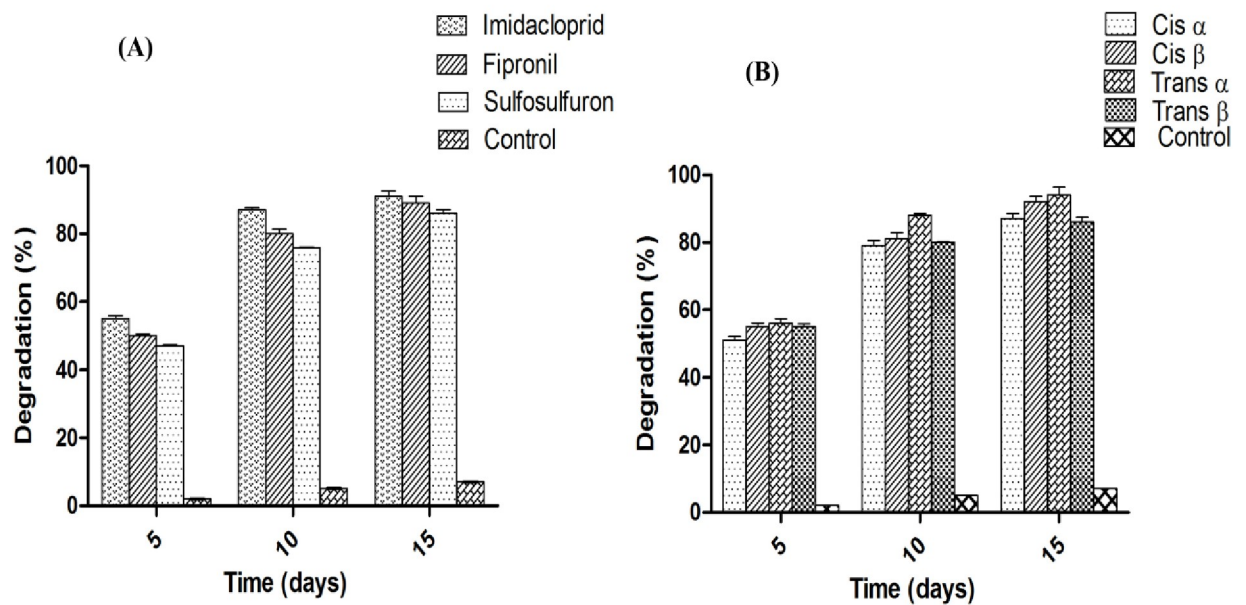 (A)
Imidacloprid
Fipronil
Sulfosulfuron
Control
Degradation (%)
100
80
60
40
20
0
5 10 15
Time (days)
(B)
Cis α
Cis β
Trans α
Trans β
Control
Degradation (%)
100
80
60
40
20
0
5 10 15
Time (days)